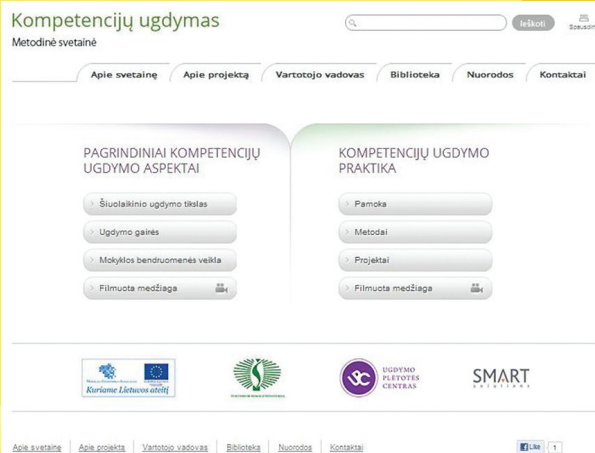 Kompetencijų ugdymas
Metodinė svetainė
Ieškoti
Apie svetainę
Apie projektą
Vartotojo vadovas
Biblioteka
Nuorodos
Kontaktai
PAGRINDINIAI KOMPETENCIJŲ
UGDYMO ASPEKTAI
Šiuolaikinio ugdymo tikslas
Ugdymo gairės
Mokyklos bendruomenės veikla
Filmuota medžiaga
KOMPETENCIJŲ UGDYMO
PRAKTIKA
Pamoka
Metodai
Projektai
Filmuota medžiaga
Kuriame Lietuvos ateitį
UPC
UGDYMO
PLĖTOTĖS
CENTRAS
SMART
solutions
Apie svetainę
Apie projektą
Vartotojo vadovas
Biblioteka
Nuorodos
Kontaktai
Like
1